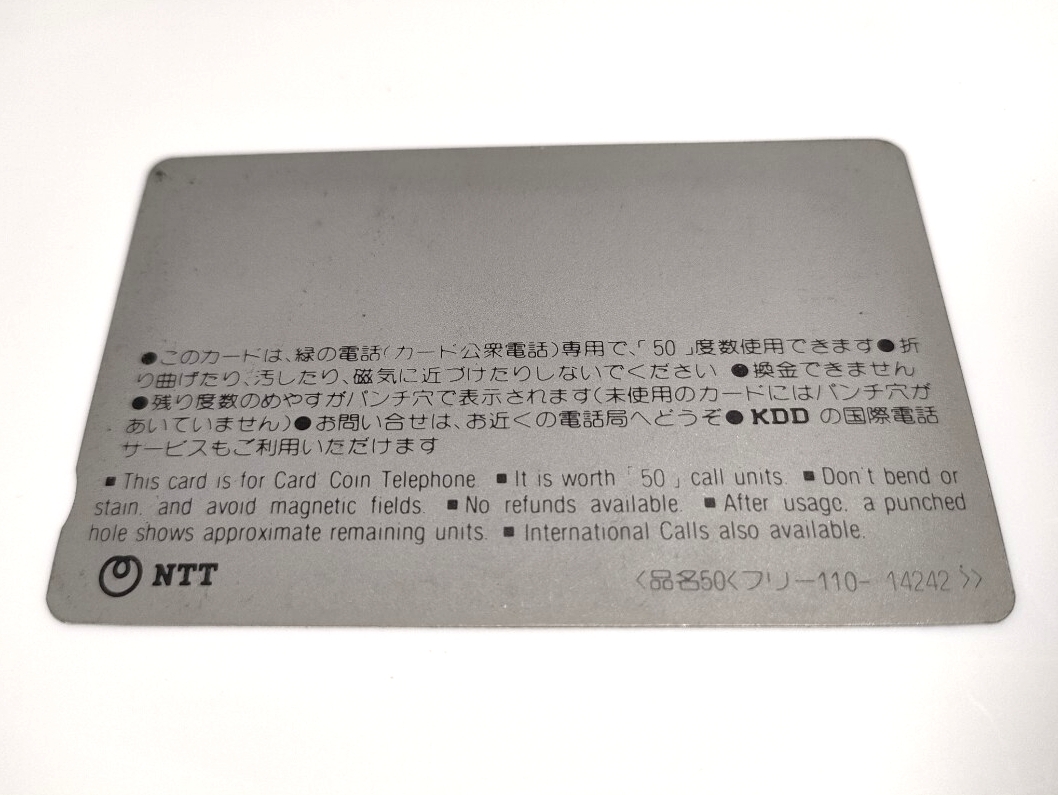 ●このカードは、緑の電話(カード公衆電話)専用で、「50」度数使用できます●折
り曲げたり、汚したり、磁気に近づけたりしないでください ●換金できません
●残り度数のめやすがパンチ穴で表示されます(未使用のカードにはパンチ穴が
あいていません)●お問い合せは、お近くの電話局へどうぞ● KDD の国際電話
サービスもご利用いただけます
■This card is for Card Coin Telephone ■It is worth「50」call units. ■Don't bend or
stain. and avoid magnetic fields. ■No refunds available. ■After usage, a punched
hole shows approximate remaining units. ■International Calls also available.
NTT
〈品名50〈フリー110- 14242 〉〉